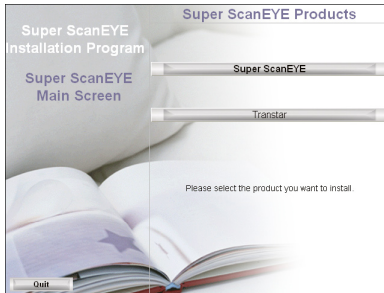 Super ScanEYE Products
Super ScanEYE
Installation Program
Super ScanEYE
Main Screen
Super ScanEYE
Transtar
Please select the product you want to install.
Quit